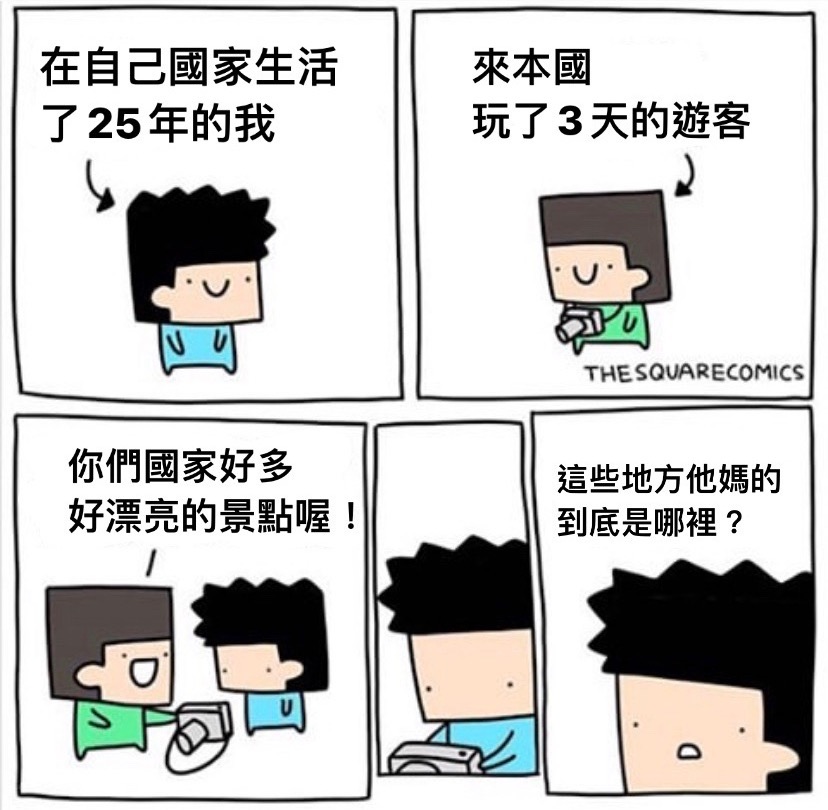 在自己國家生活
了25年的我
來本國
玩了3天的遊客
THESQUARECOMICS
你們國家好多
好漂亮的景點喔！
這些地方他媽的
到底是哪裡？